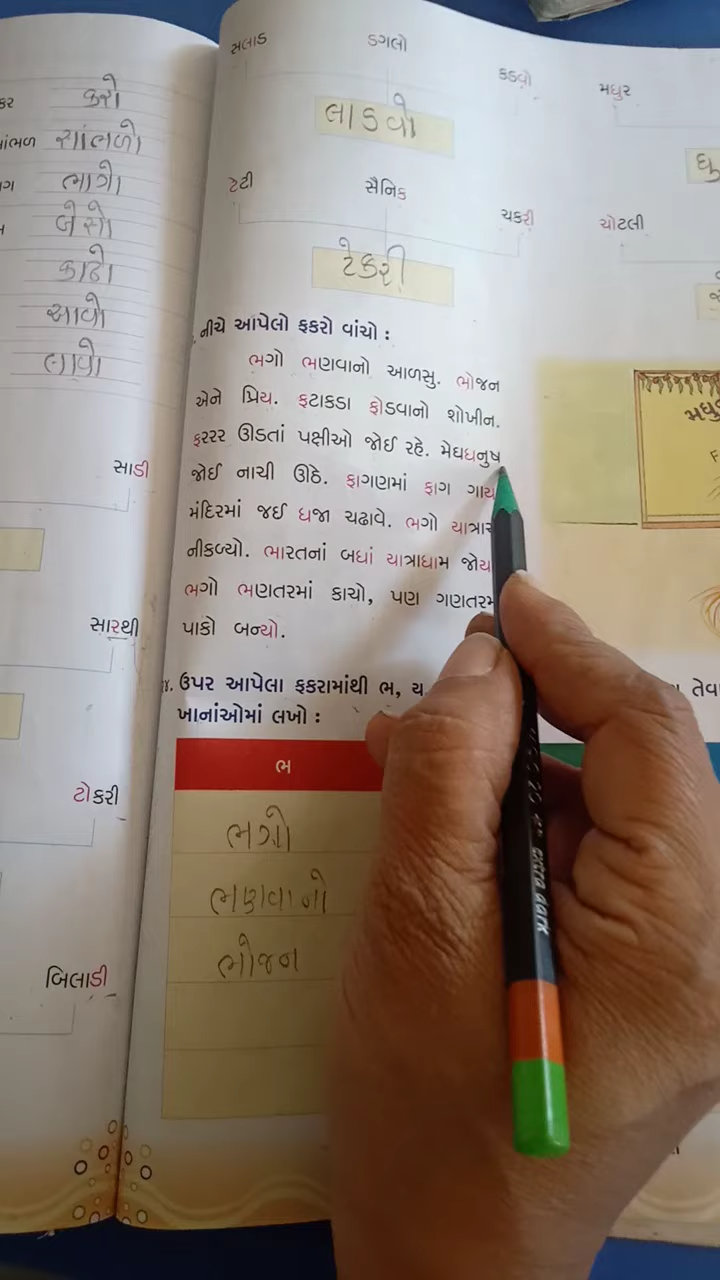 કરો
સાંભળો
ભાગો
બેસો
કાઢો
આવો
લાવો
સાડી
સારથી
ટોકરી
બિલાડી
સલાડ ડગલો કડવો
લાડવો
ટેટી સૈનિક ચકરી
ટેકરી
નીચે આપેલો ફકરો વાંચો :
ભગો ભણવાનો આળસુ. ભોજન
એને પ્રિય. ફટાકડા ફોડવાનો શોખીન.
ફરરર ઊડતાં પક્ષીઓ જોઈ રહે. મેઘધનુષ
જોઈ નાચી ઊઠે. ફાગણમાં ફાગ ગાય
મંદિરમાં જઈ ધજા ચઢાવે. ભગો
નીકળ્યો. ભારતનાં બધાં યાત્રાધામ જોય
ભગો ભણતરમાં કાચો, પણ
પાકો બન્યો.
ઉપર આપેલા ફકરામાંથી ભ, ય
ખાનાંઓમાં લખો :
ભ
ભગો
ભણવાનો
ભોજન
મધુર
ચોટલી